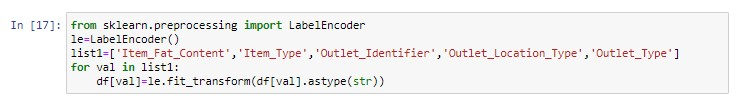 In [17]: from sklearn.preprocessing import LabelEncoder
le=LabelEncoder()
list1=['Item_Fat_Content','Item_Type','Outlet_Identifier','Outlet_Location_Type','Outlet_Type']
for val in list1:
    df[val]=le.fit_transform(df[val].astype(str))